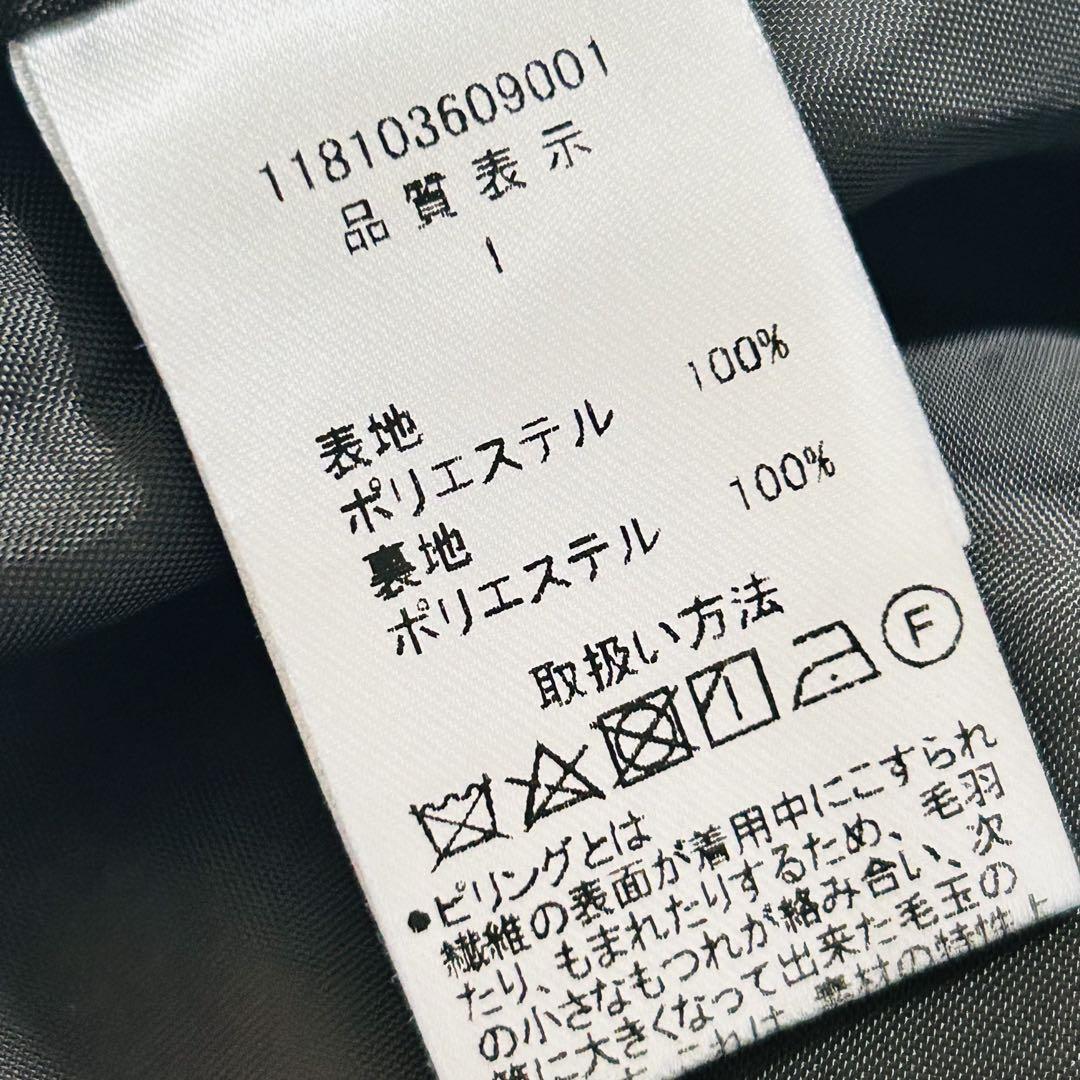 118103609001
品質表示
1
表地
ポリエステル 100%
裏地
ポリエステル 100%
取扱い方法
F
●ピリングとは
繊維の表面が着用中にこすられ
たり、もまれたりするため、毛羽
の小さなもつれが絡み合い、次
第に大きくなって出来た毛玉の